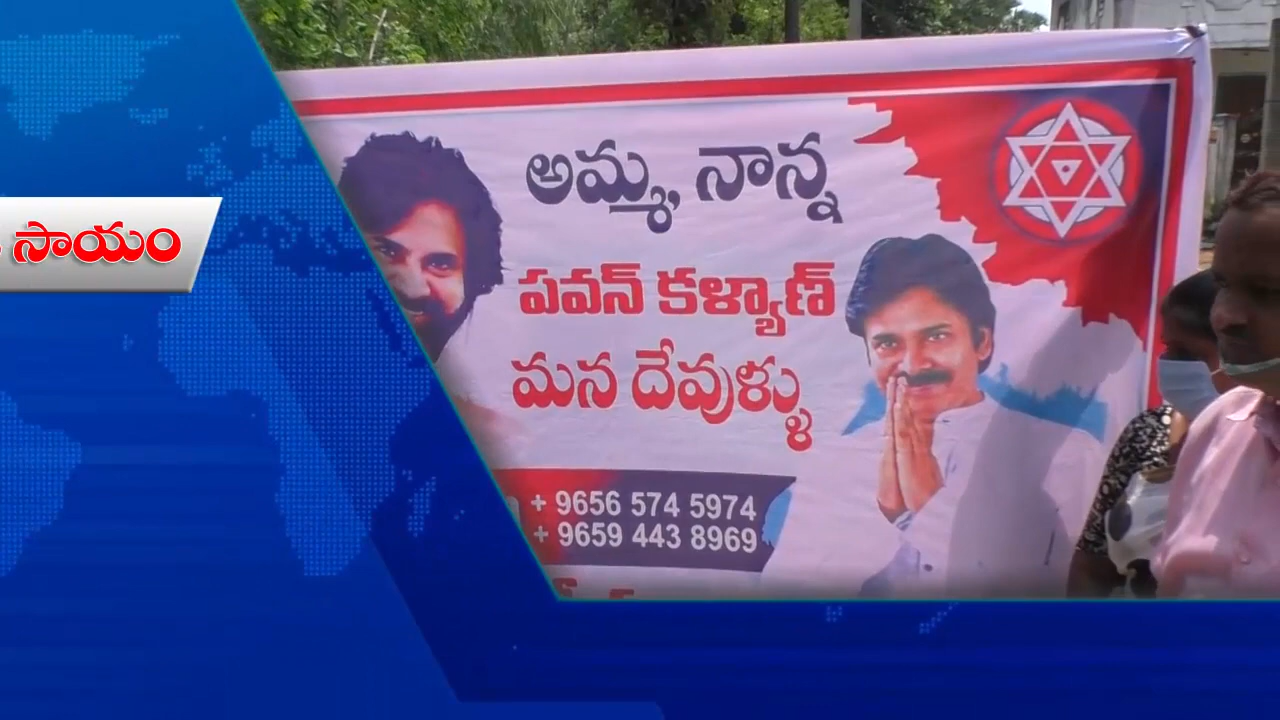 సాయం
అమ్మ, నాన్న
పవన్ కళ్యాణ్
మన దేవుళ్ళు
+ 9656 574 5974
+ 9659 443 8969